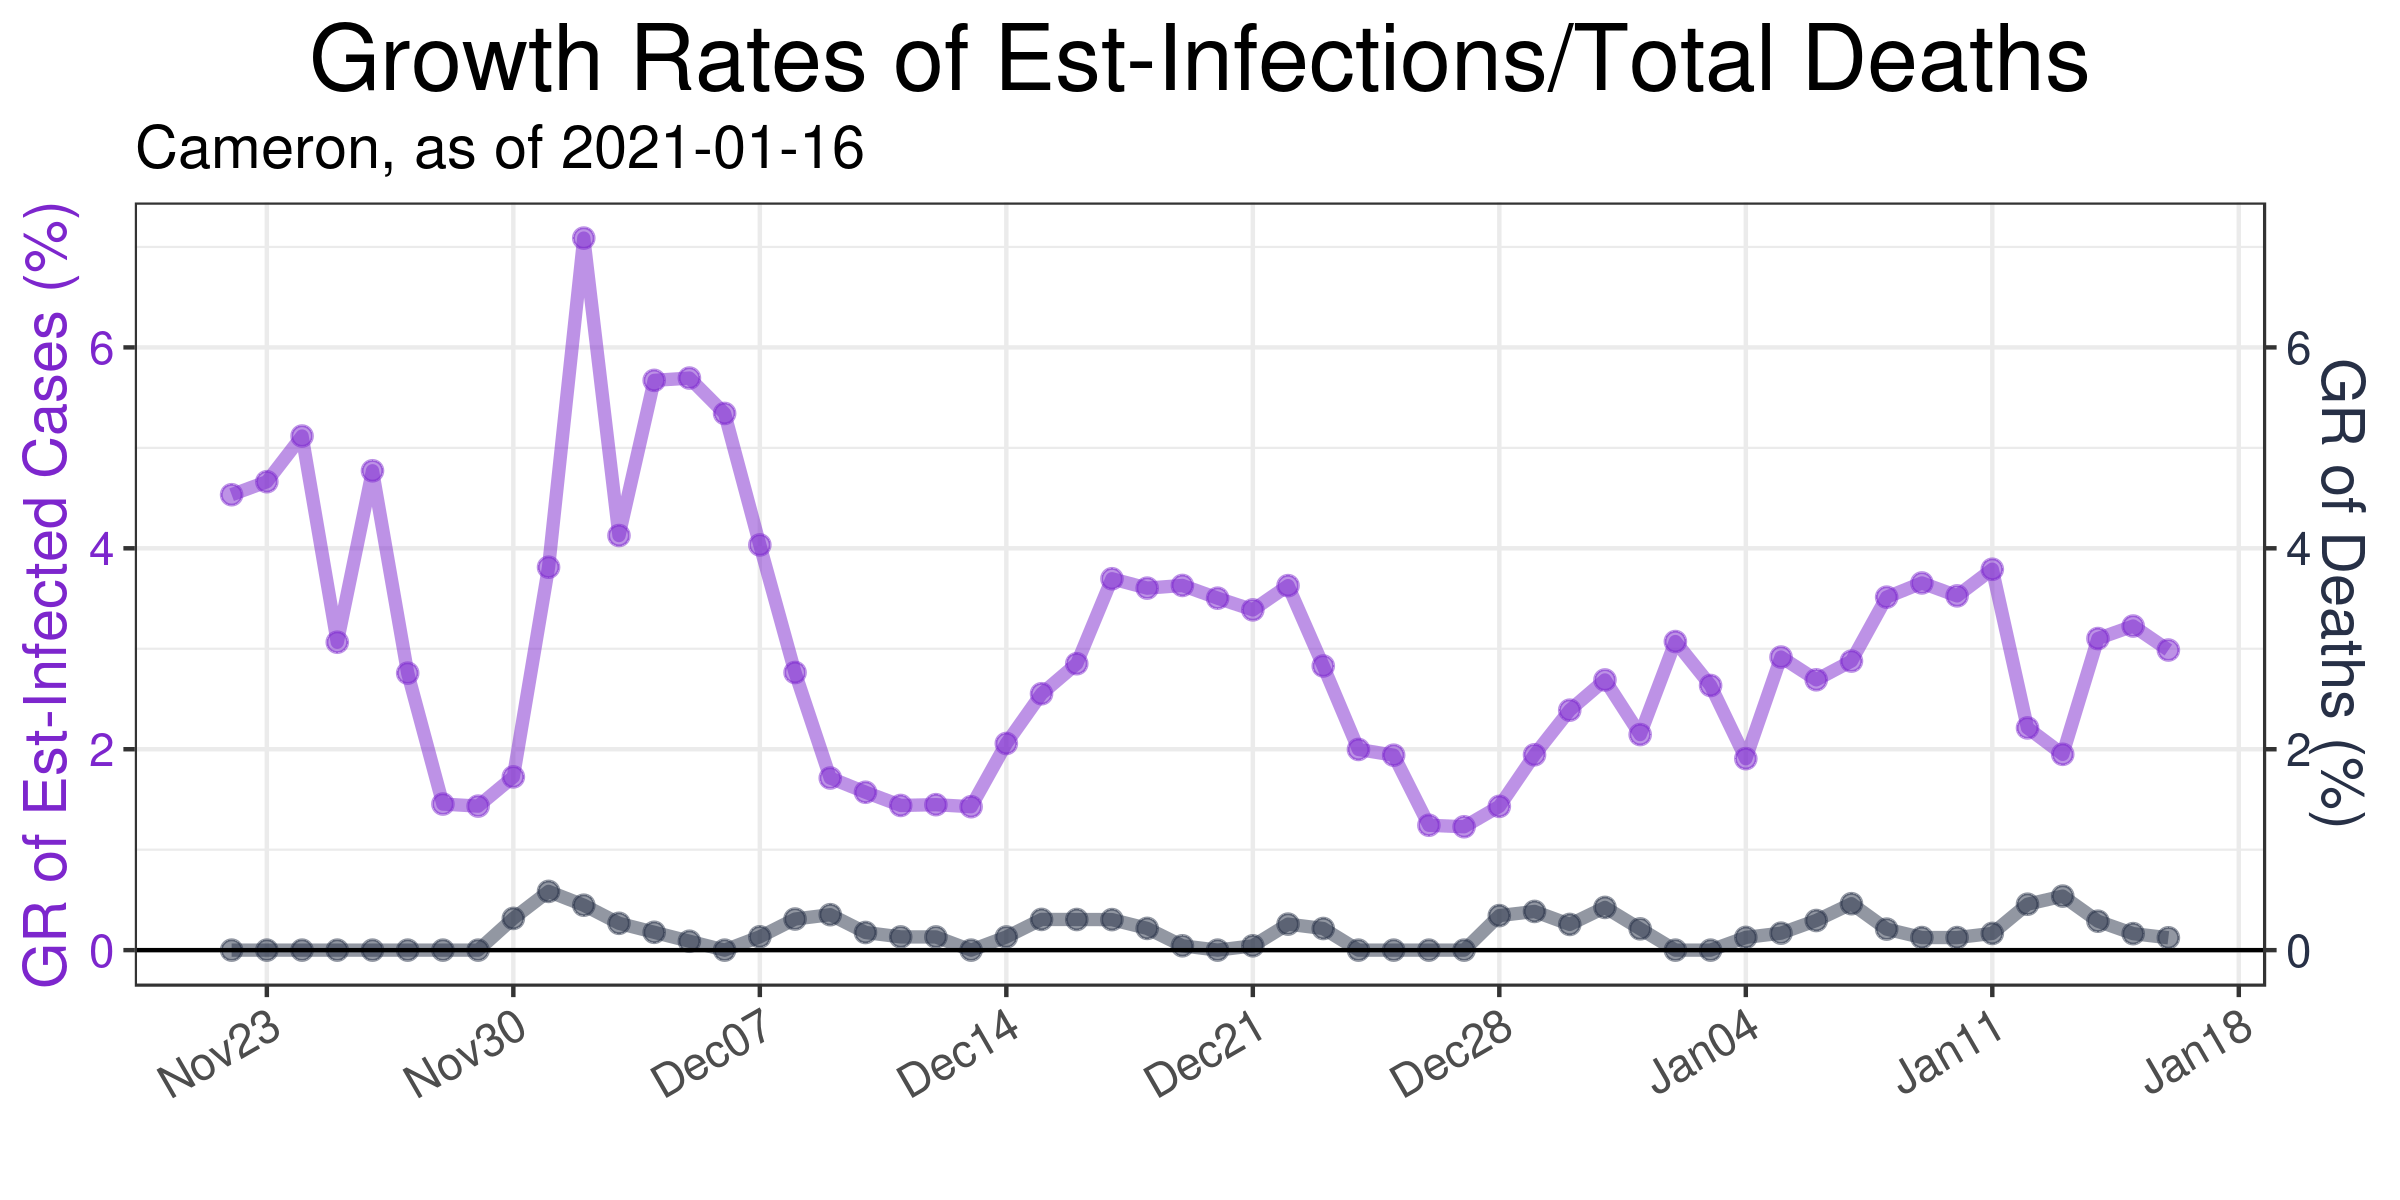 Growth Rates of Est-Infections/Total Deaths
Cameron, as of 2021-01-16
GR of Est-Infected Cases (%)
6
4
2
0
6
4
2
0
GR of Deaths (%)
Nov23
Nov30
Dec07
Dec14
Dec21
Dec28
Jan04
Jan11
Jan18